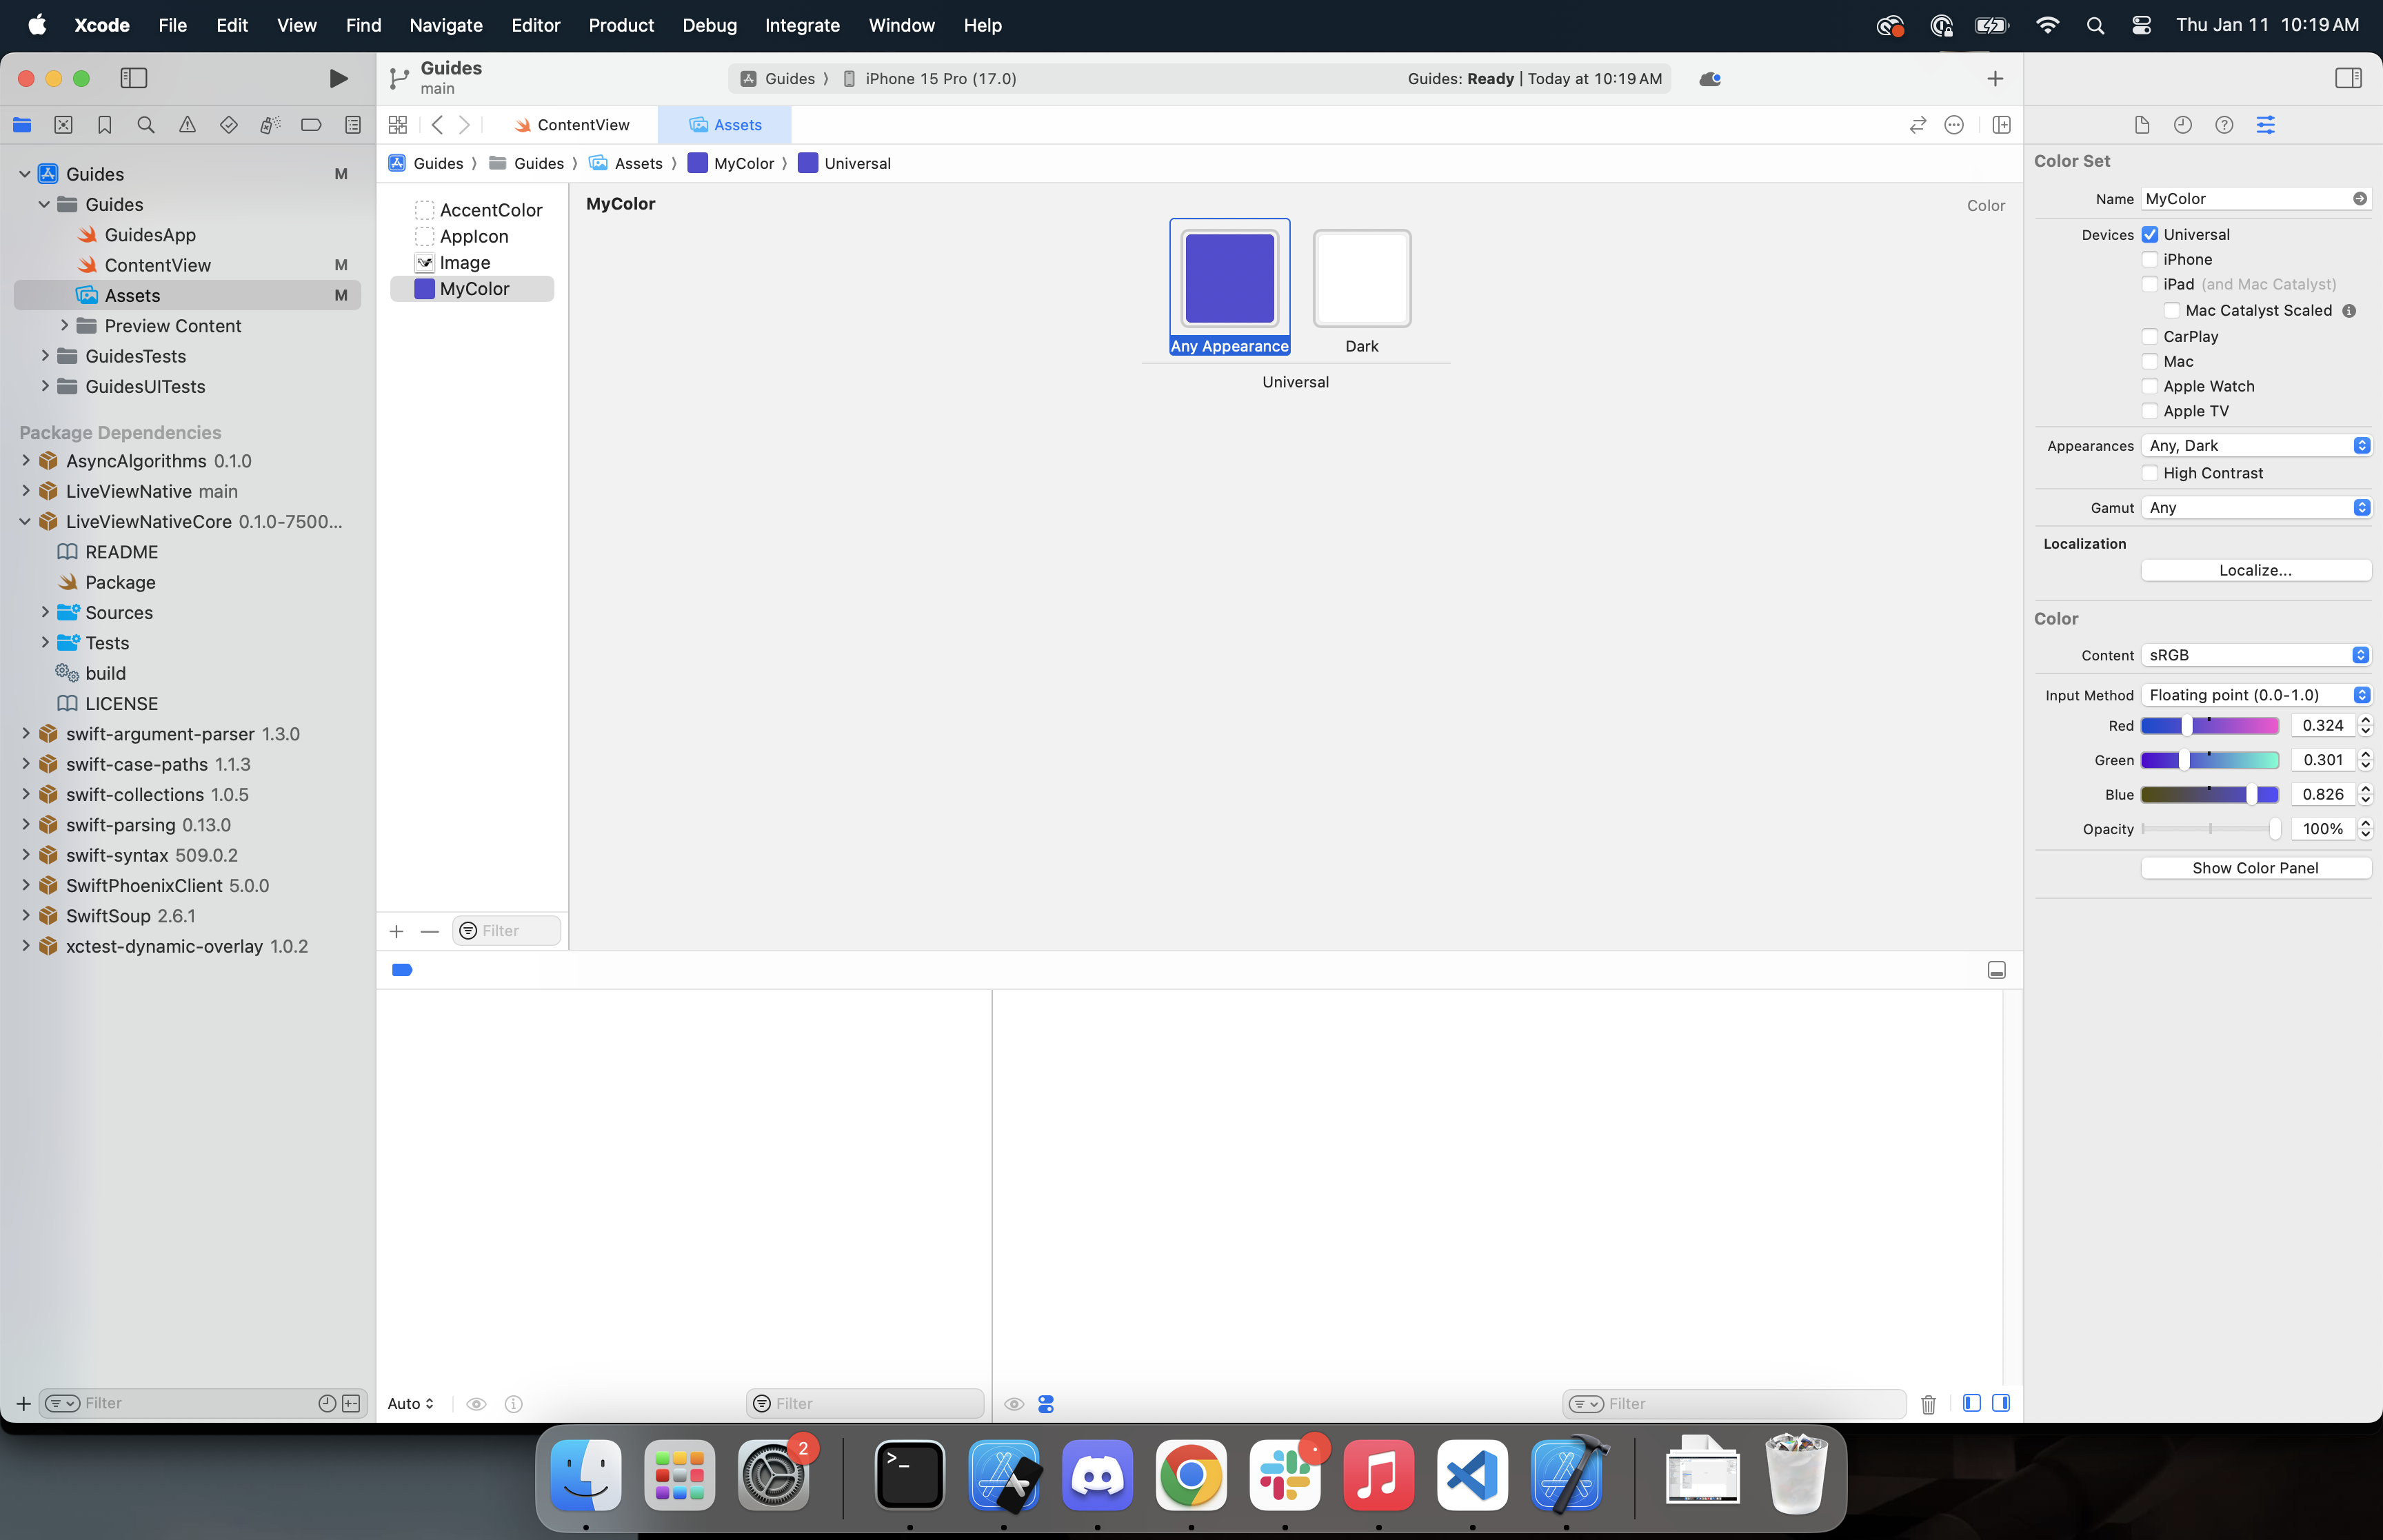 Xcode File Edit View Find Navigate Editor Product Debug Integrate Window Help Thu Jan 11 10:19 AM
Guides
main
Guides iPhone 15 Pro (17.0) Guides: Ready | Today at 10:19 AM
ContentView Assets
Guides Guides Assets MyColor Universal
Guides M
Guides
GuidesApp
ContentView M
Assets M
Preview Content
GuidesTests
GuidesUITests
Package Dependencies
AsyncAlgorithms 0.1.0
LiveViewNative main
LiveViewNativeCore 0.1.0-7500...
README
Package
Sources
Tests
build
LICENSE
swift-argument-parser 1.3.0
swift-case-paths 1.1.3
swift-collections 1.0.5
swift-parsing 0.13.0
swift-syntax 509.0.2
SwiftPhoenixClient 5.0.0
SwiftSoup 2.6.1
xctest-dynamic-overlay 1.0.2
Filter
AccentColor
AppIcon
Image
MyColor
Filter
MyColor
Color
Any Appearance Dark
Universal
Auto
Filter
Filter
Color Set
Name MyColor
Devices Universal
iPhone
iPad (and Mac Catalyst)
Mac Catalyst Scaled
CarPlay
Mac
Apple Watch
Apple TV
Appearances Any, Dark
High Contrast
Gamut Any
Localization
Localize...
Color
Content sRGB
Input Method Floating point (0.0-1.0)
Red 0.324
Green 0.301
Blue 0.826
Opacity 100%
Show Color Panel
2
>_